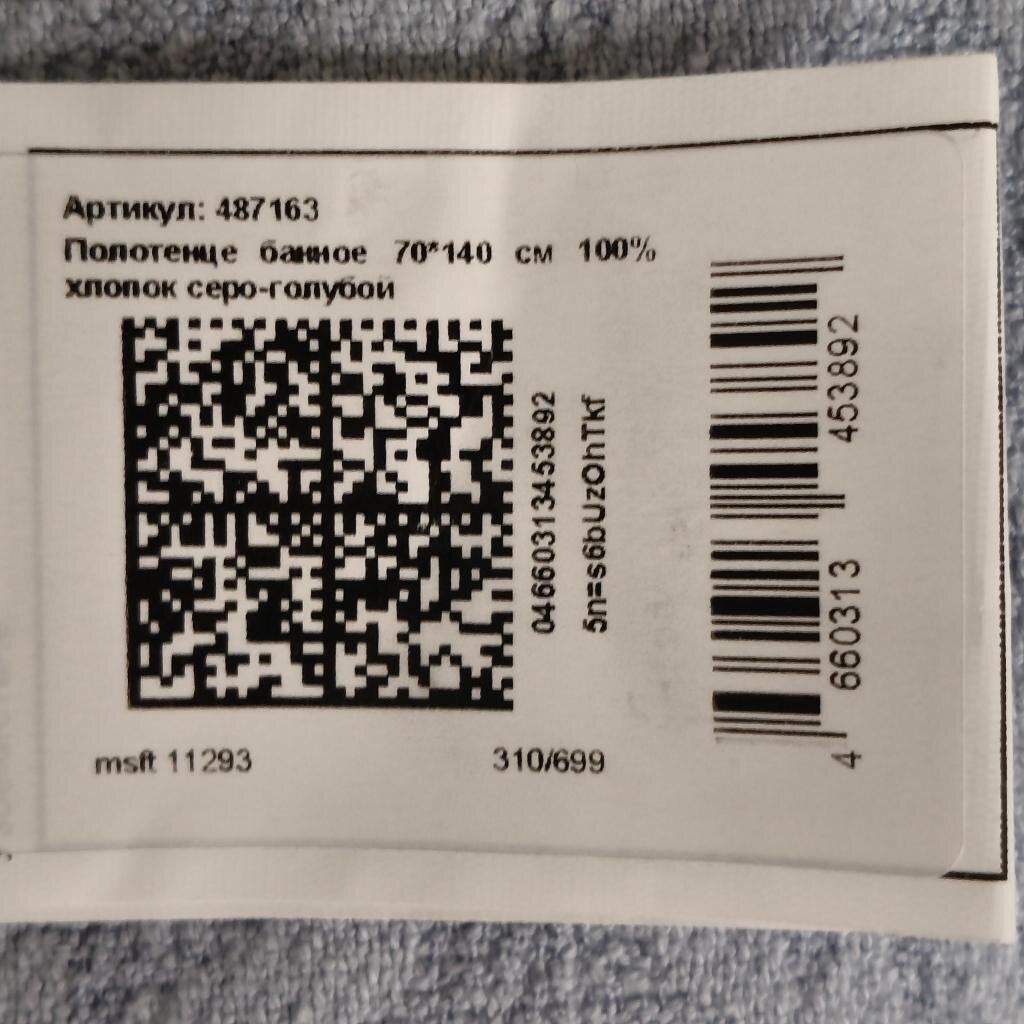 Артикул: 487163
Полотенце банное 70*140 см 100%
хлопок серо-голубой
04660313453892
5n=s6bUzOhTkf
msft 11293
310/699
4 660313 453892